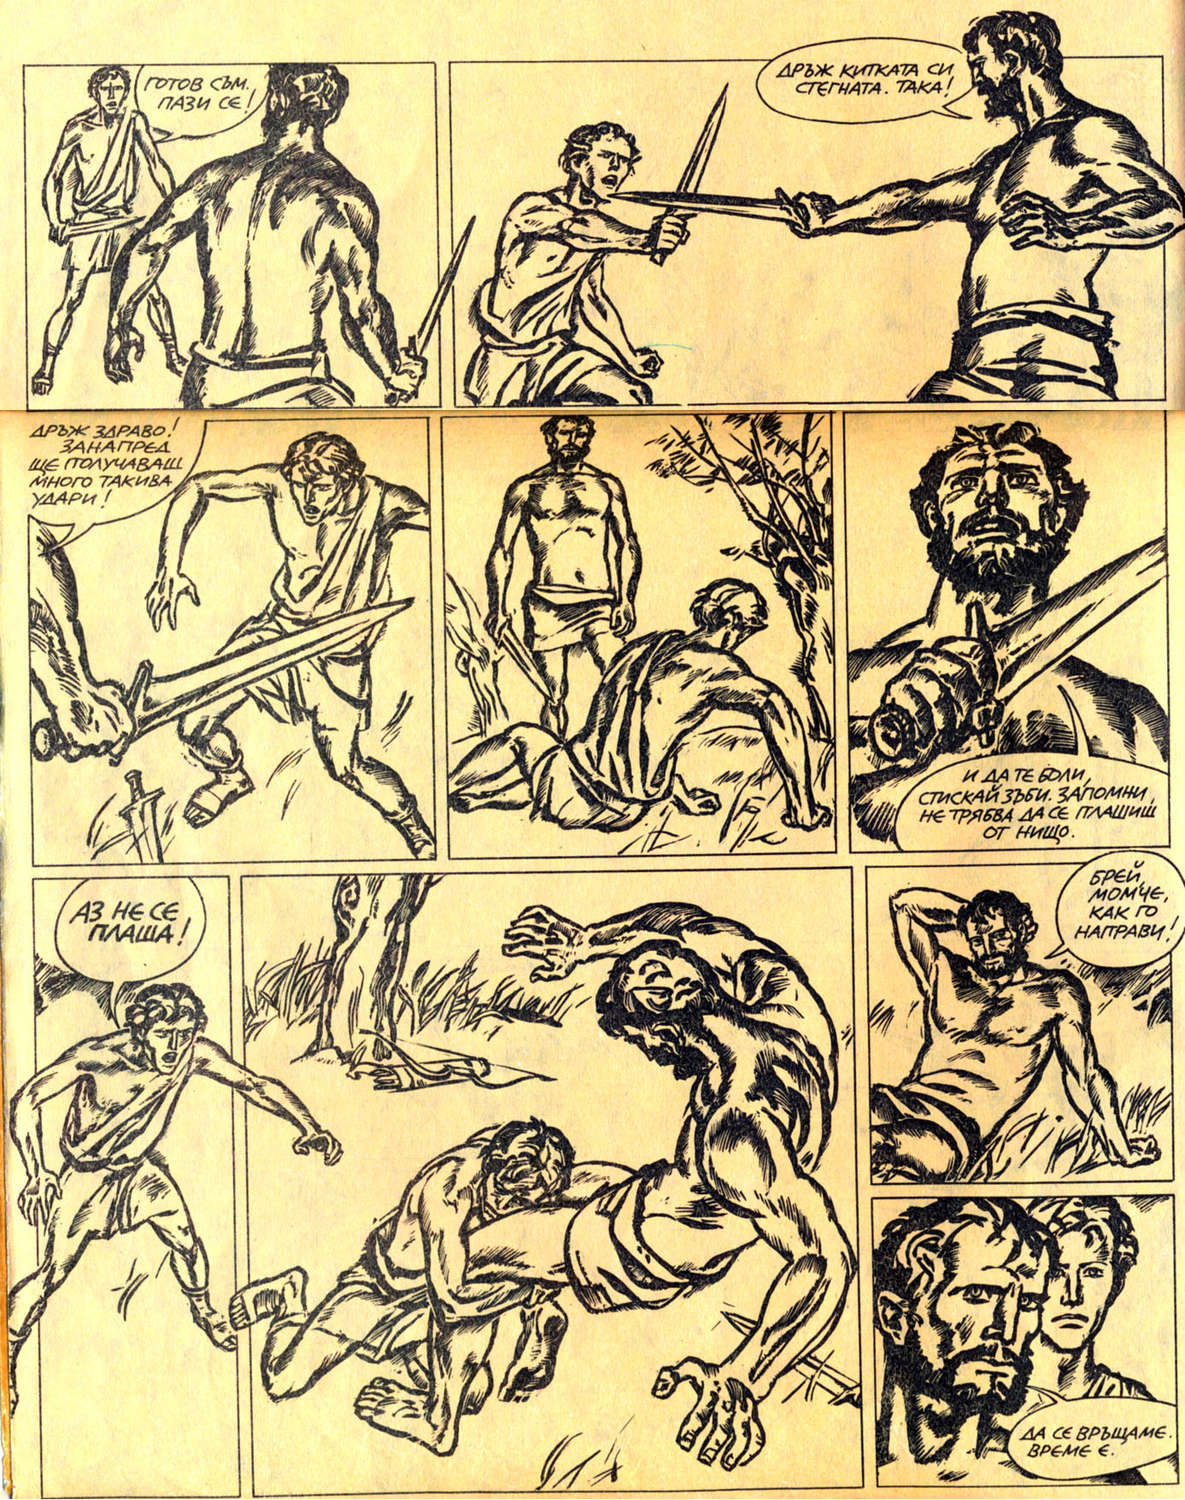 ГОТОВ СЪМ.
ПАЗИ СЕ!
ДРЪЖ КИТКАТА СИ
СТЕГНАТА. ТАКА!
ДРЪЖ ЗДРАВО!
ЗАНАПРЕД
ЩЕ ПОЛУЧАВАШ
МНОГО ТАКИВА
УДАРИ!
И ДА ТЕ БОЛИ,
СТИСКАЙ ЗЪБИ. ЗАПОМНИ,
НЕ ТРЯБВА ДА СЕ ПЛАШИШ
ОТ НИЩО.
АЗ НЕ СЕ
ПЛАША!
БРЕЙ,
МОМЧЕ,
КАК ГО
НАПРАВИ!
ДА СЕ ВРЪЩАМЕ.
ВРЕМЕ Е.